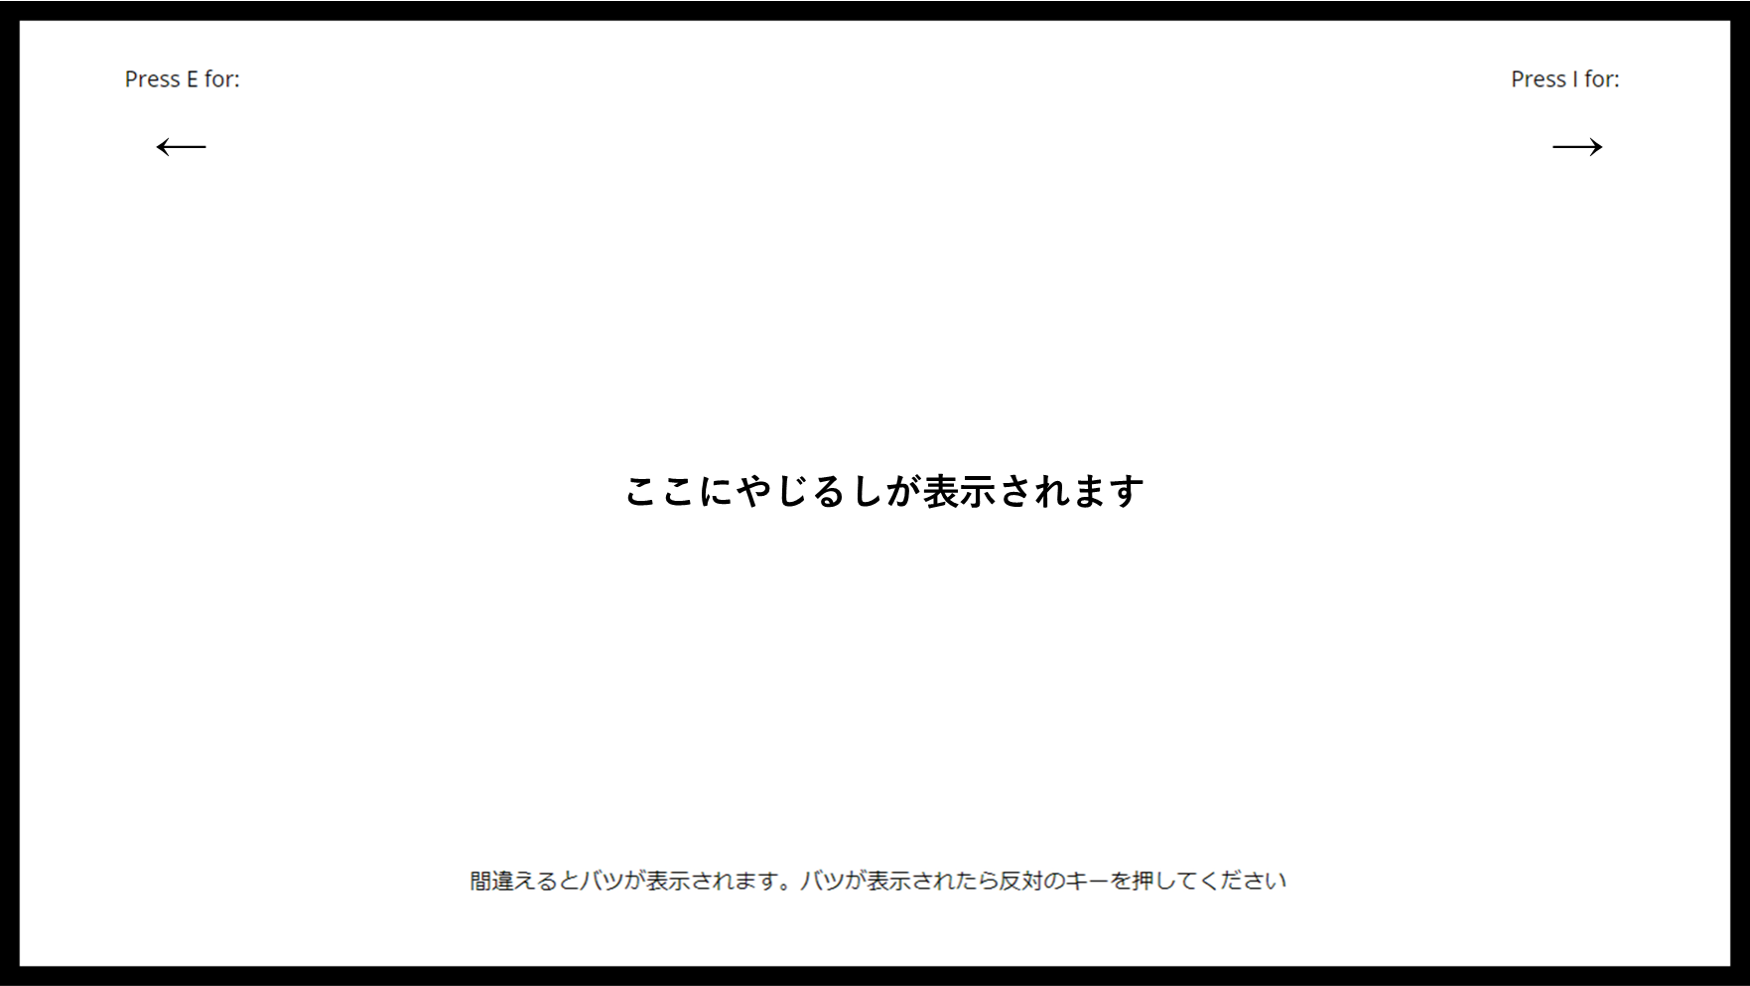 Press E for:
Press I for:
←
→
ここにやじるしが表示されます
間違えるとバツが表示されます。バツが表示されたら反対のキーを押してください